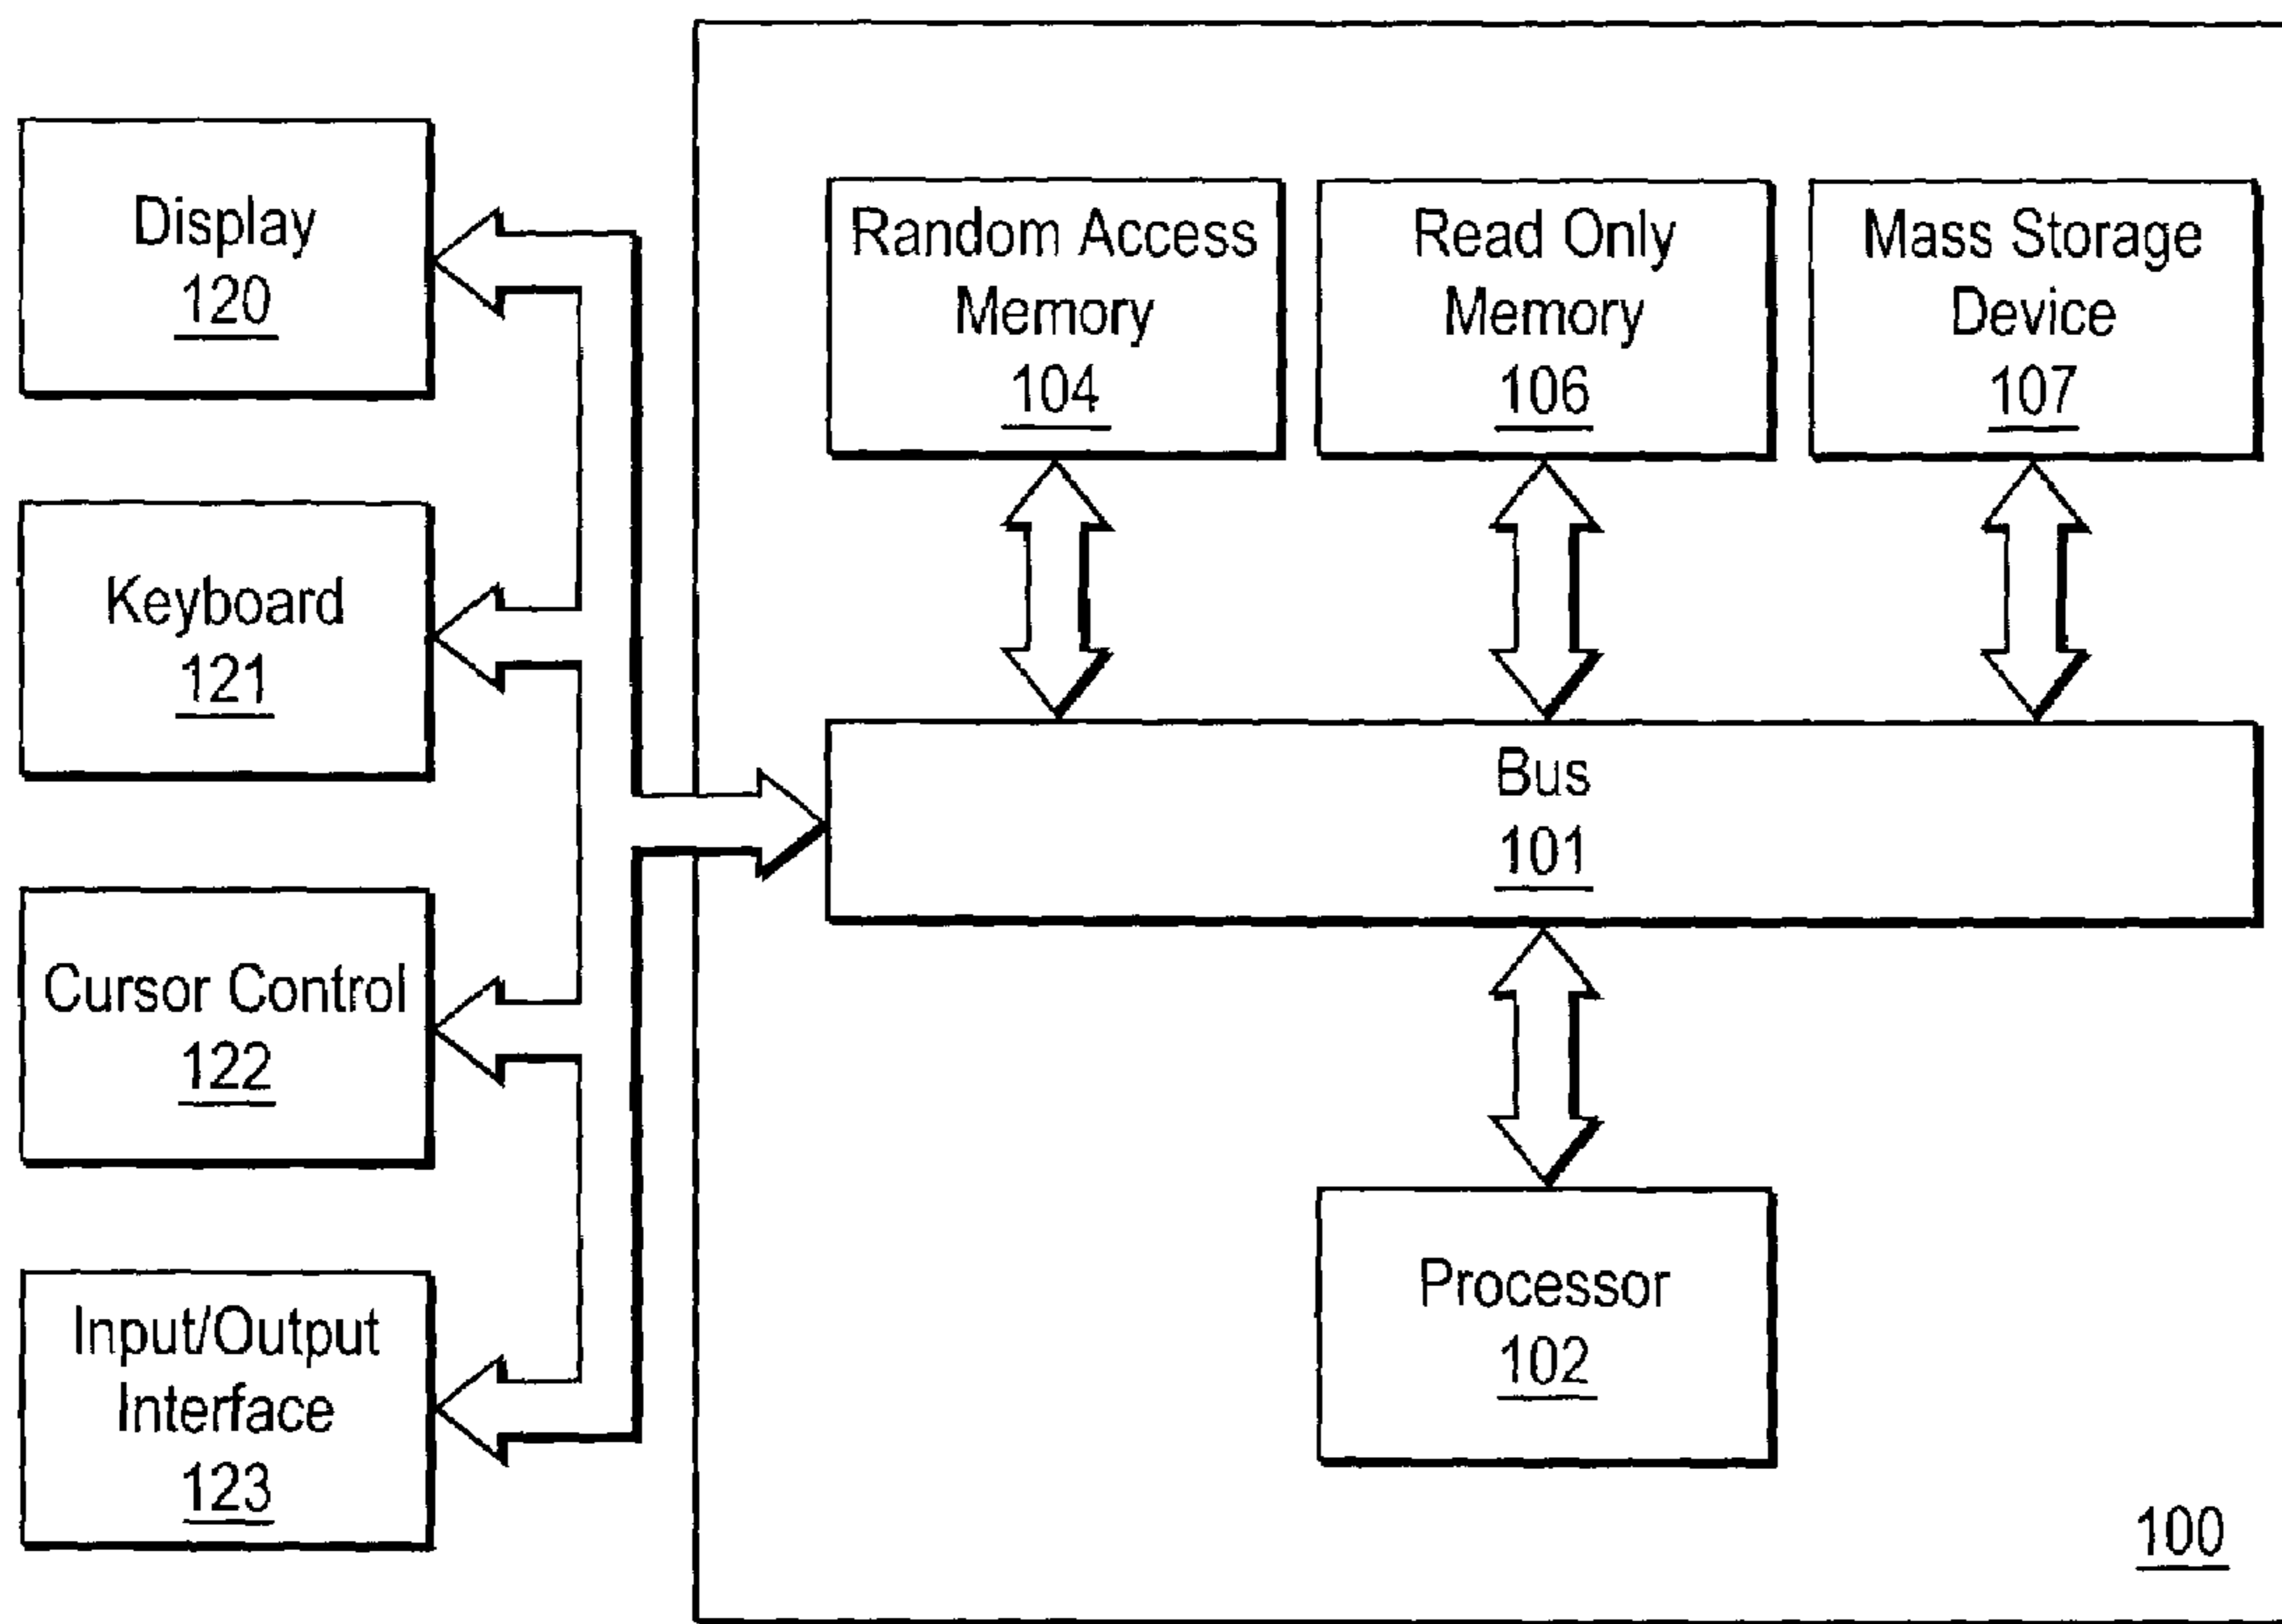 Display
120
Keyboard
121
Cursor Control
122
Input/Output
Interface
123
Random Access
Memory
104
Read Only
Memory
106
Mass Storage
Device
107
Bus
101
Processor
102
100